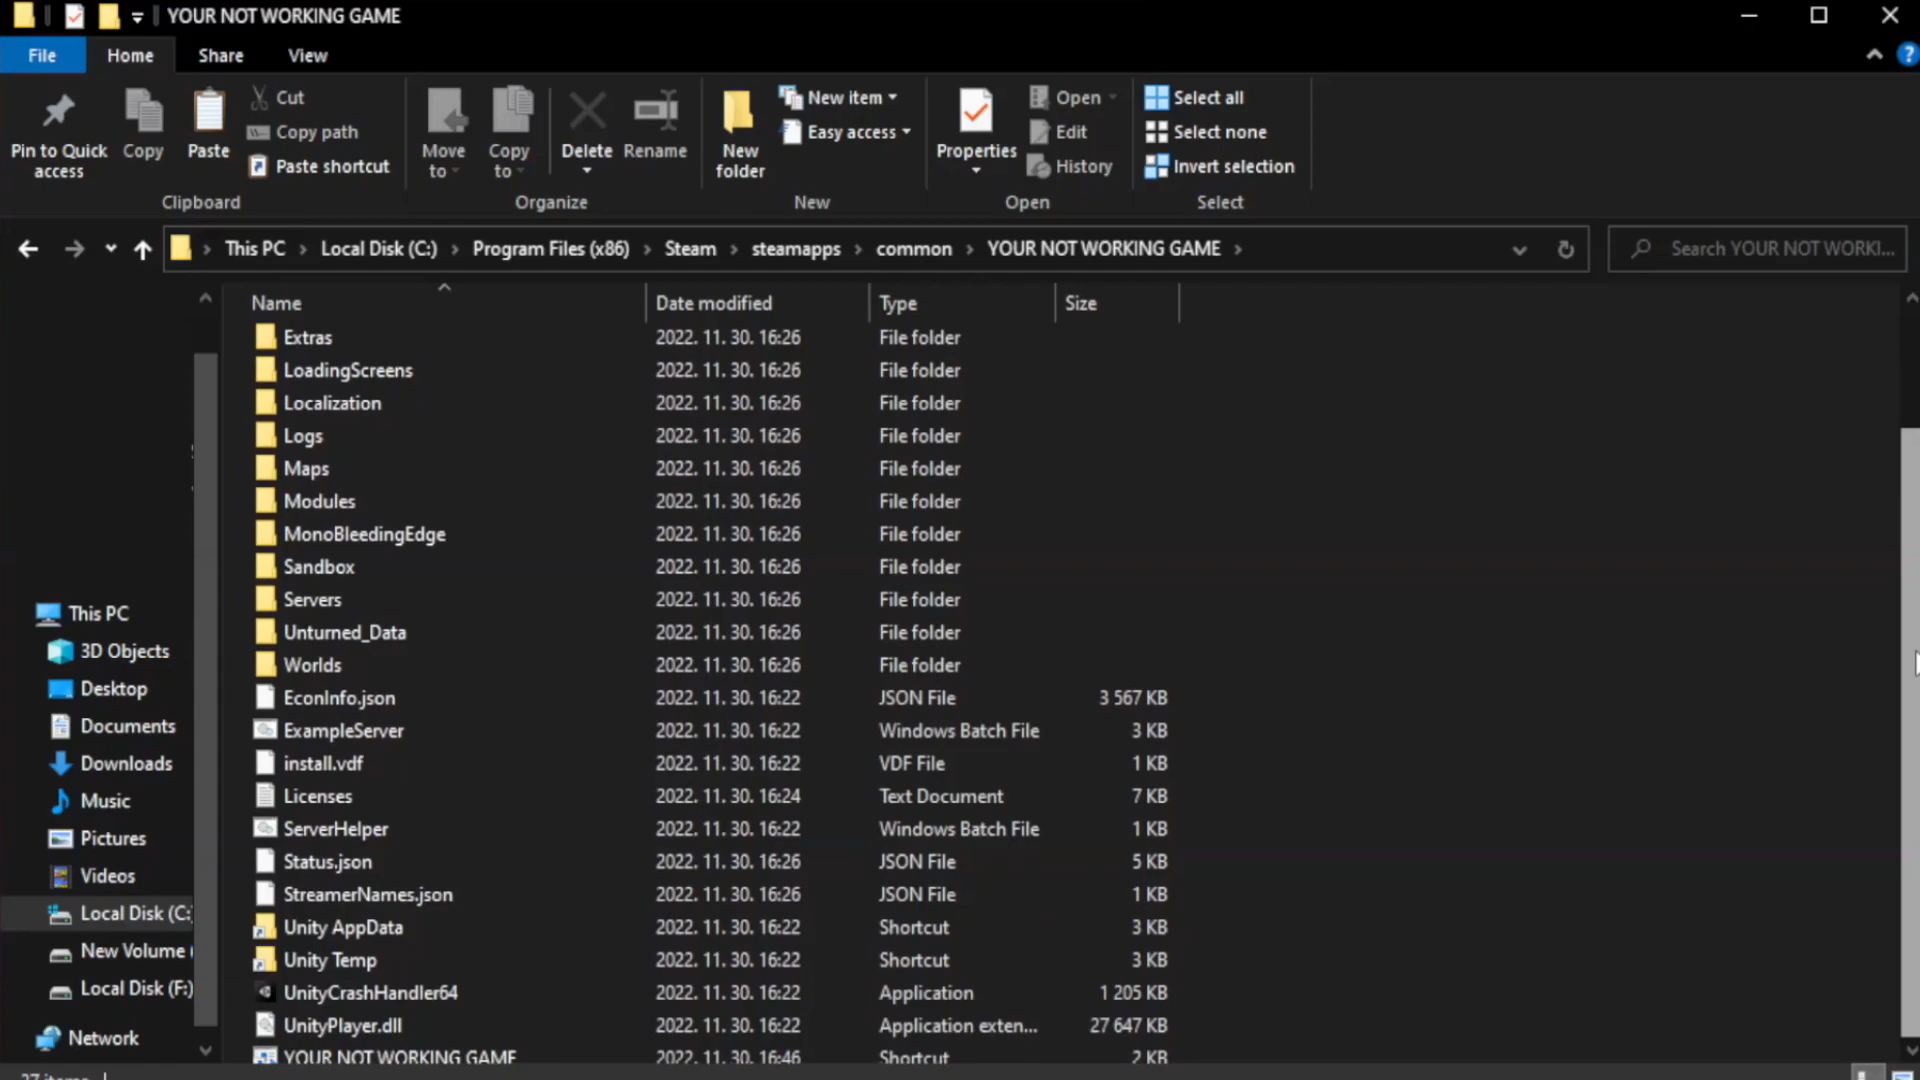 YOUR NOT WORKING GAME
File Home Share View
Pin to Quick access
Copy
Paste
Cut
Copy path
Paste shortcut
Clipboard
Move to
Copy to
Delete
Rename
Organize
New folder
New item
Easy access
New
Properties
Open
Edit
History
Open
Select all
Select none
Invert selection
Select
This PC Local Disk (C:) Program Files (x86) Steam steamapps common YOUR NOT WORKING GAME
Search YOUR NOT WORKI...
Name Date modified Type Size
Extras 2022. 11. 30. 16:26 File folder
LoadingScreens 2022. 11. 30. 16:26 File folder
Localization 2022. 11. 30. 16:26 File folder
Logs 2022. 11. 30. 16:26 File folder
Maps 2022. 11. 30. 16:26 File folder
Modules 2022. 11. 30. 16:26 File folder
MonoBleedingEdge 2022. 11. 30. 16:26 File folder
Sandbox 2022. 11. 30. 16:26 File folder
Servers 2022. 11. 30. 16:26 File folder
Unturned_Data 2022. 11. 30. 16:26 File folder
Worlds 2022. 11. 30. 16:26 File folder
EconInfo.json 2022. 11. 30. 16:22 JSON File 3 567 KB
ExampleServer 2022. 11. 30. 16:22 Windows Batch File 3 KB
install.vdf 2022. 11. 30. 16:22 VDF File 1 KB
Licenses 2022. 11. 30. 16:24 Text Document 7 KB
ServerHelper 2022. 11. 30. 16:22 Windows Batch File 1 KB
Status.json 2022. 11. 30. 16:26 JSON File 5 KB
StreamerNames.json 2022. 11. 30. 16:26 JSON File 1 KB
Unity AppData 2022. 11. 30. 16:22 Shortcut 3 KB
Unity Temp 2022. 11. 30. 16:22 Shortcut 3 KB
UnityCrashHandler64 2022. 11. 30. 16:22 Application 1 205 KB
UnityPlayer.dll 2022. 11. 30. 16:22 Application exten... 27 647 KB
YOUR NOT WORKING GAME 2022. 11. 30. 16:46 Shortcut 2 KB
This PC
3D Objects
Desktop
Documents
Downloads
Music
Pictures
Videos
Local Disk (C:)
New Volume (
Local Disk (F:)
Network